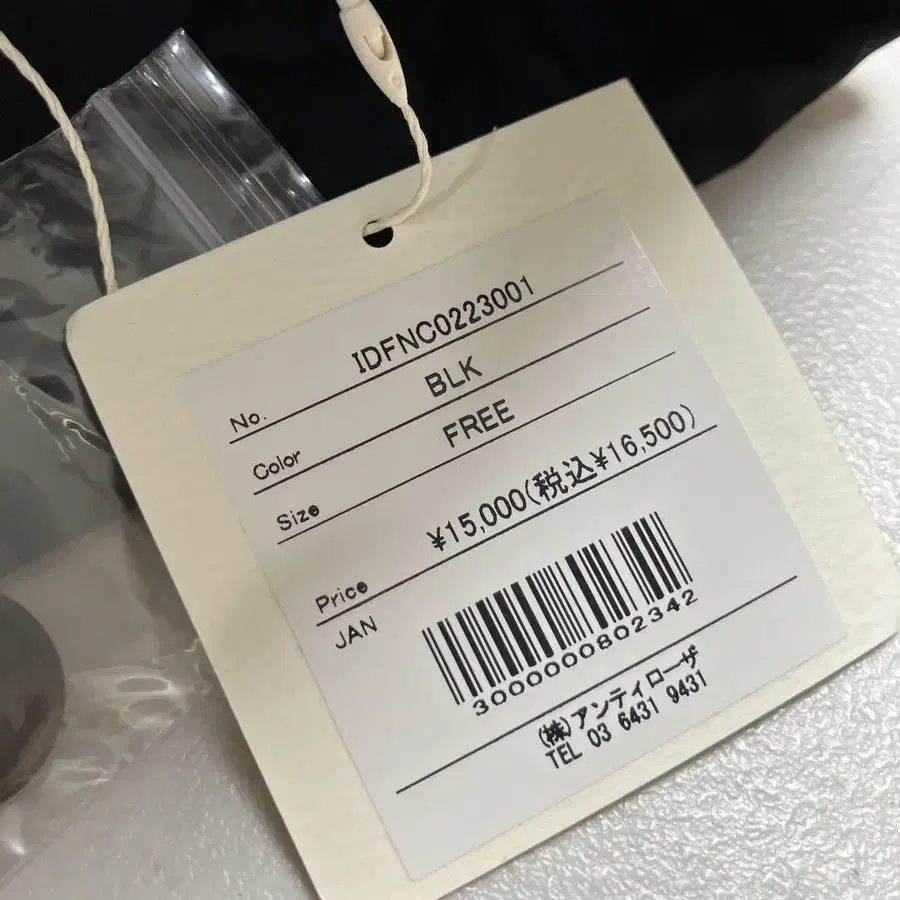 No. IDFNC0223001
Color BLK
Size FREE
Price ¥15,000(税込¥16,500)
JAN
3000000802342
(株)アンティローザ
TEL 03 6431 9431